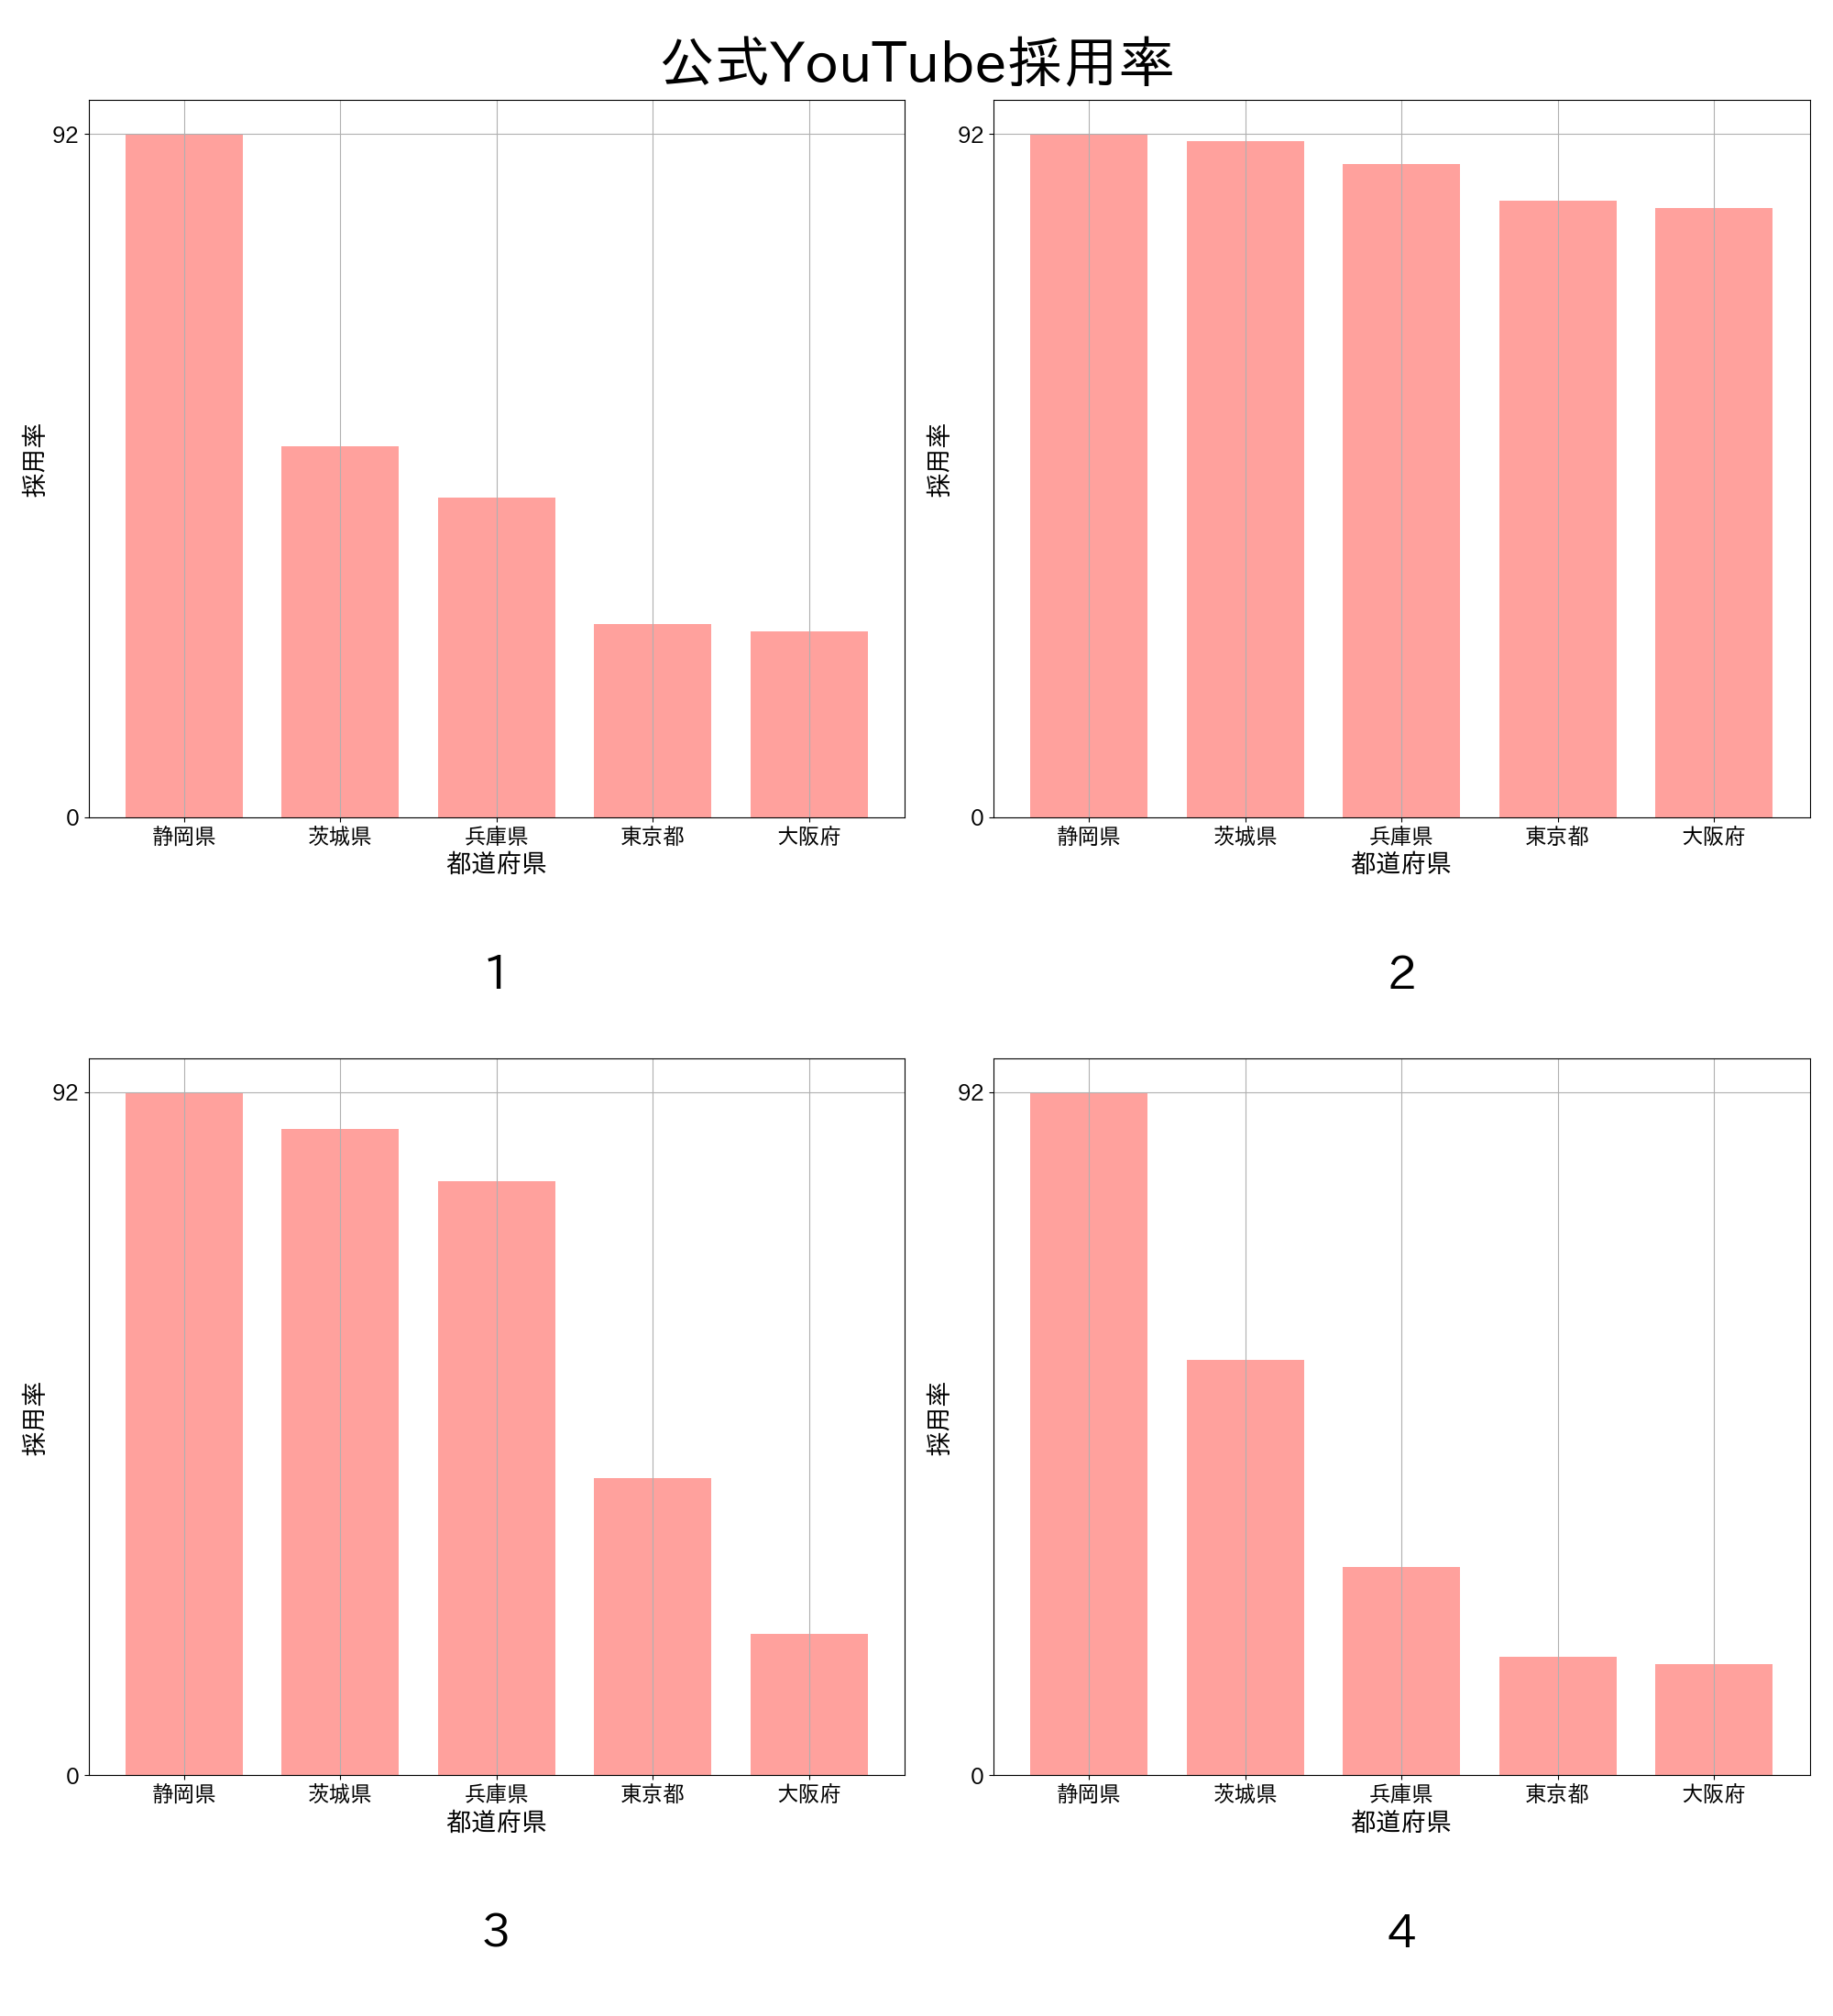 公式YouTube採用率
92
0
採用率
静岡県 茨城県 兵庫県 東京都 大阪府
都道府県
1
92
0
採用率
静岡県 茨城県 兵庫県 東京都 大阪府
都道府県
2
92
0
採用率
静岡県 茨城県 兵庫県 東京都 大阪府
都道府県
3
92
0
採用率
静岡県 茨城県 兵庫県 東京都 大阪府
都道府県
4